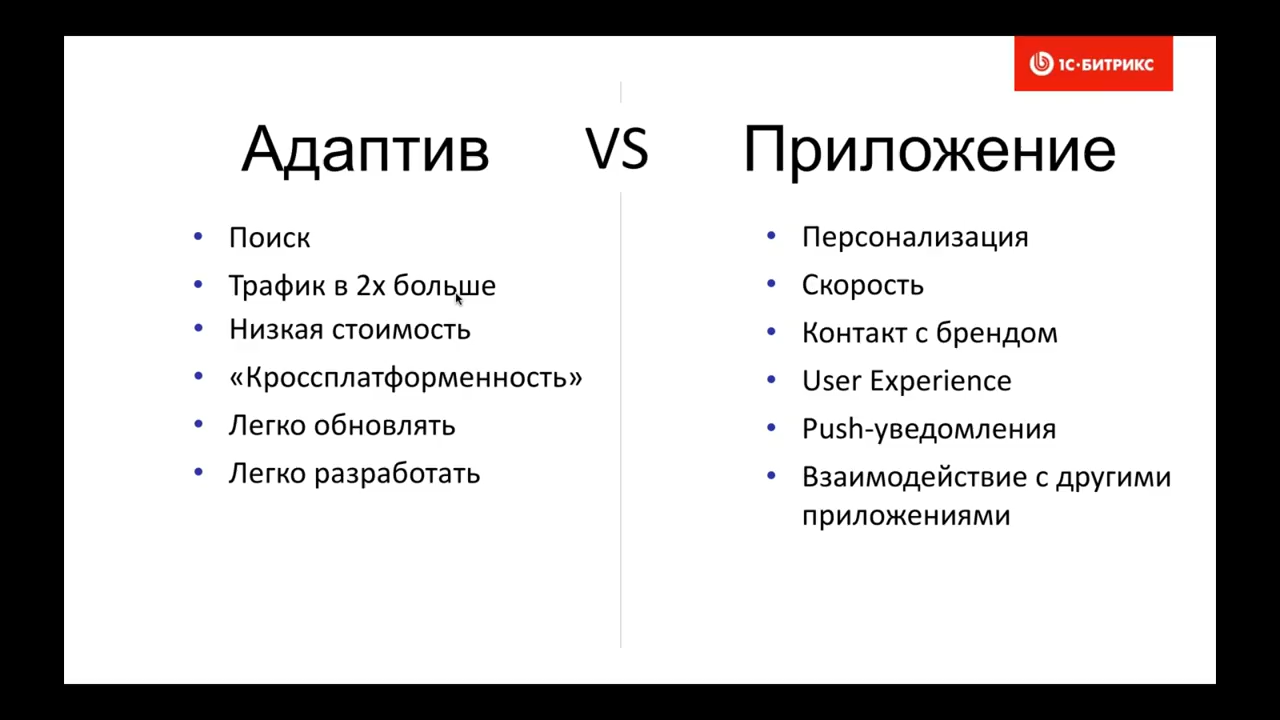 1С·БИТРИКС
Адаптив VS Приложение
• Поиск
• Трафик в 2х больше
• Низкая стоимость
• «Кроссплатформенность»
• Легко обновлять
• Легко разработать
• Персонализация
• Скорость
• Контакт с брендом
• User Experience
• Push-уведомления
• Взаимодействие с другими
приложениями